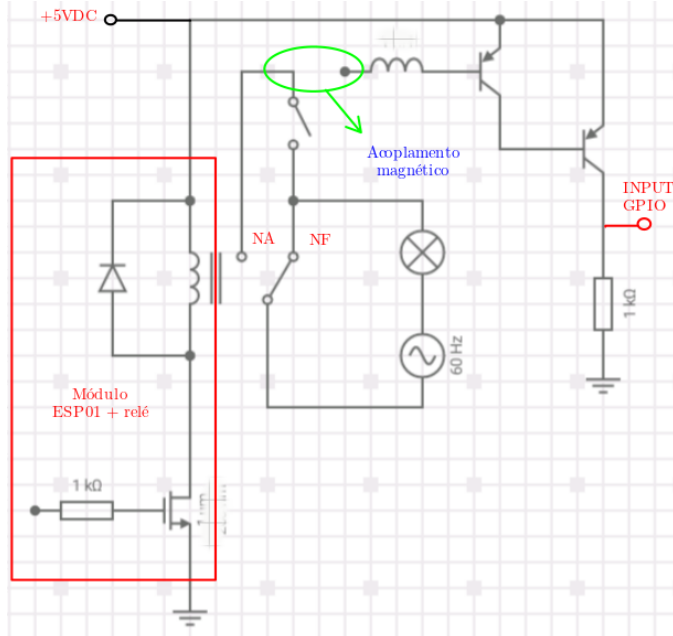 +5VDC
Acoplamento
magnético
INPUT
GPIO
NA
NF
1 kΩ
60 Hz
Módulo
ESP01 + relé
1 kΩ